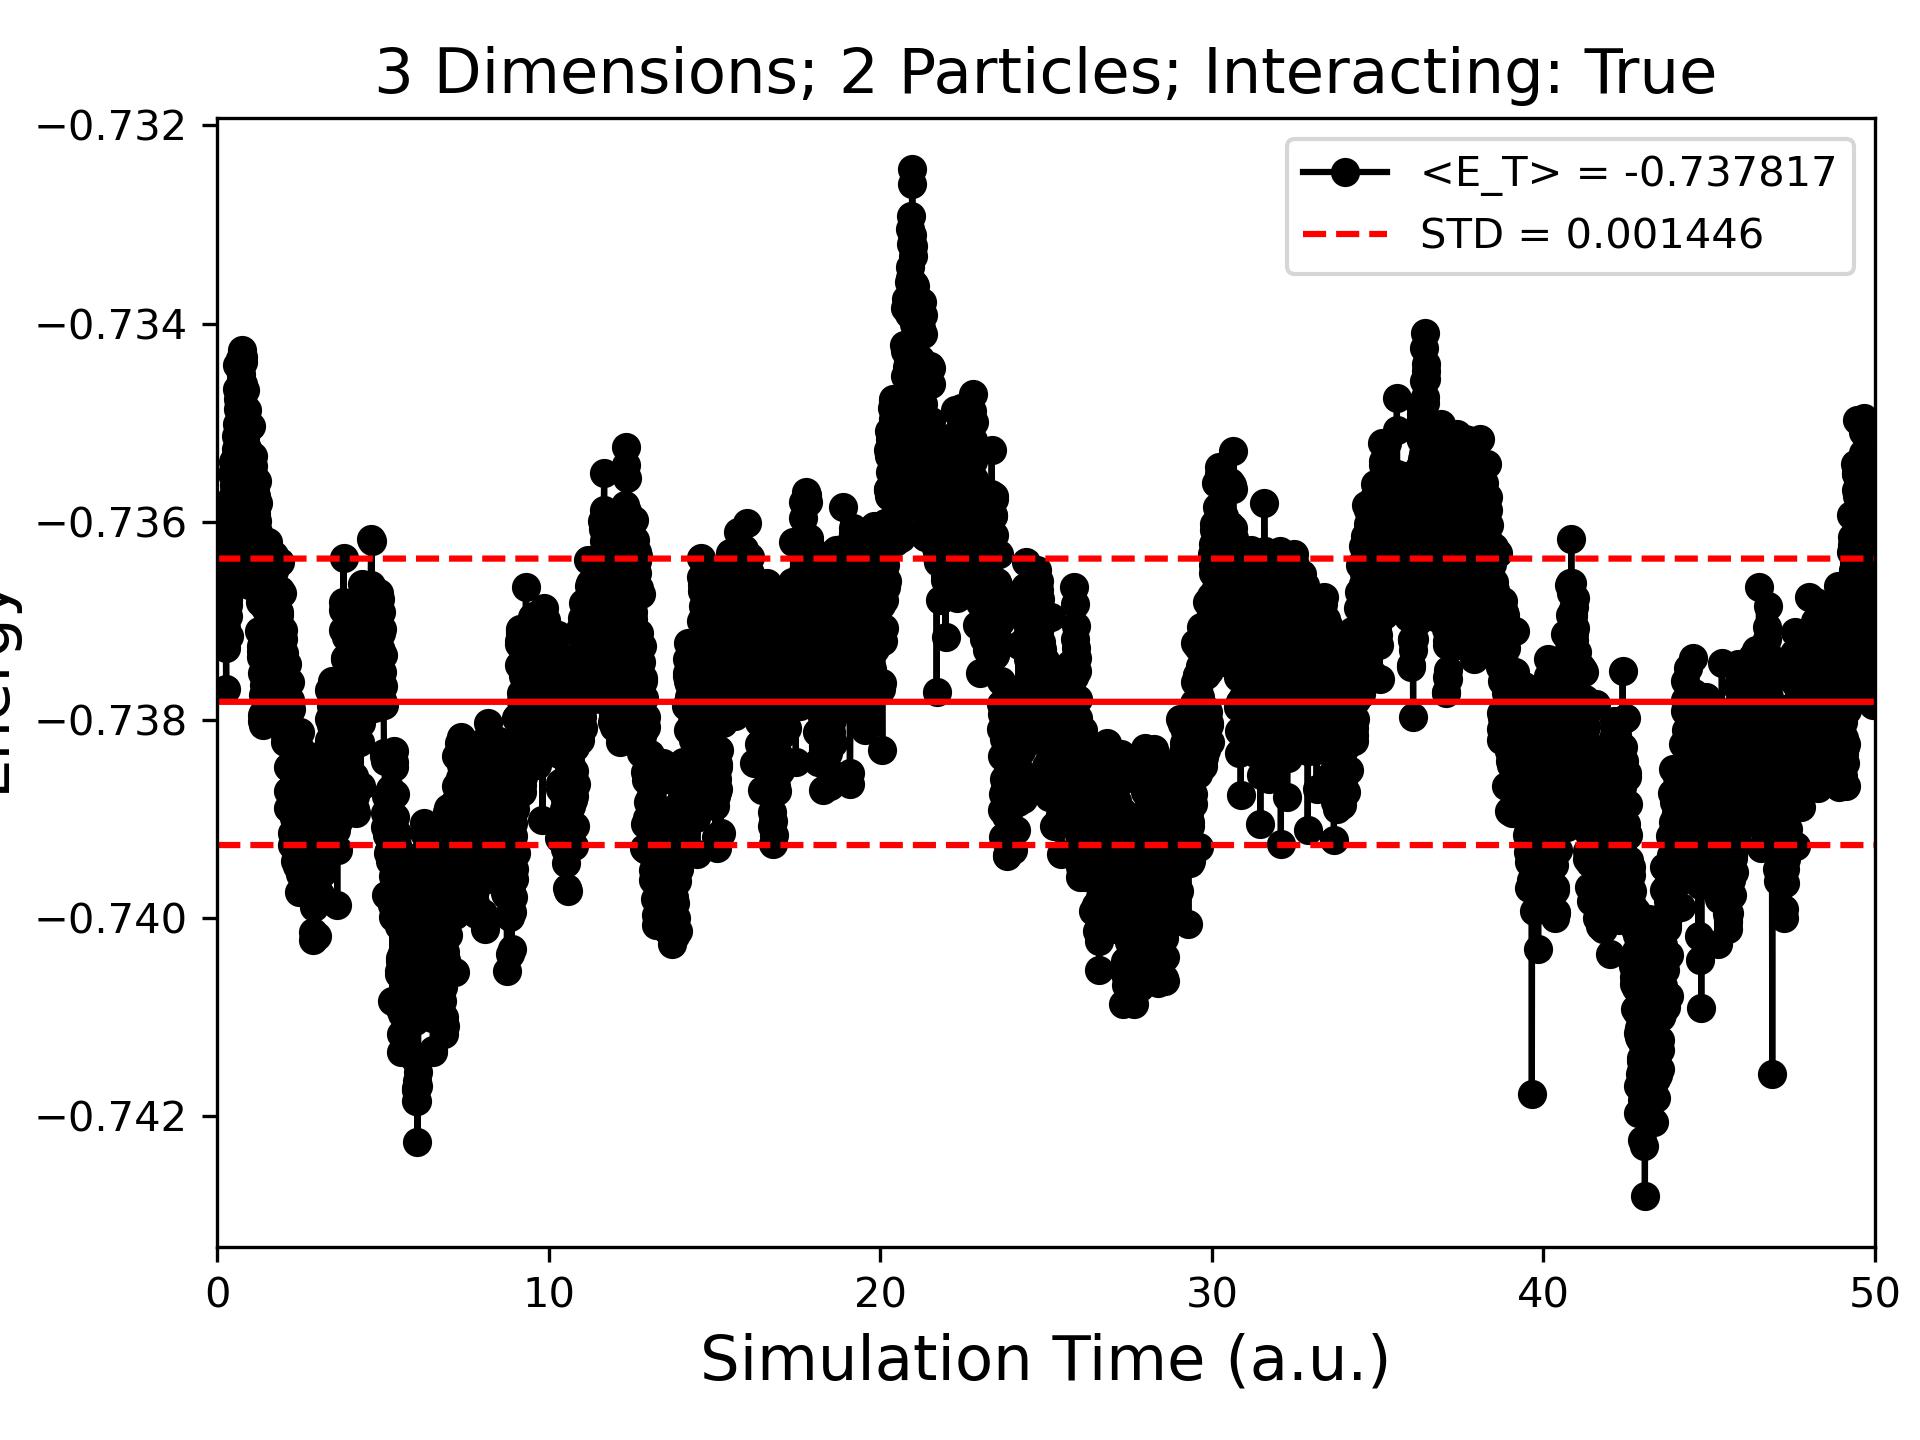 3 Dimensions; 2 Particles; Interacting: True
<E_T> = -0.737817
STD = 0.001446
Energy
−0.732
−0.734
−0.736
−0.738
−0.740
−0.742
0 10 20 30 40 50
Simulation Time (a.u.)